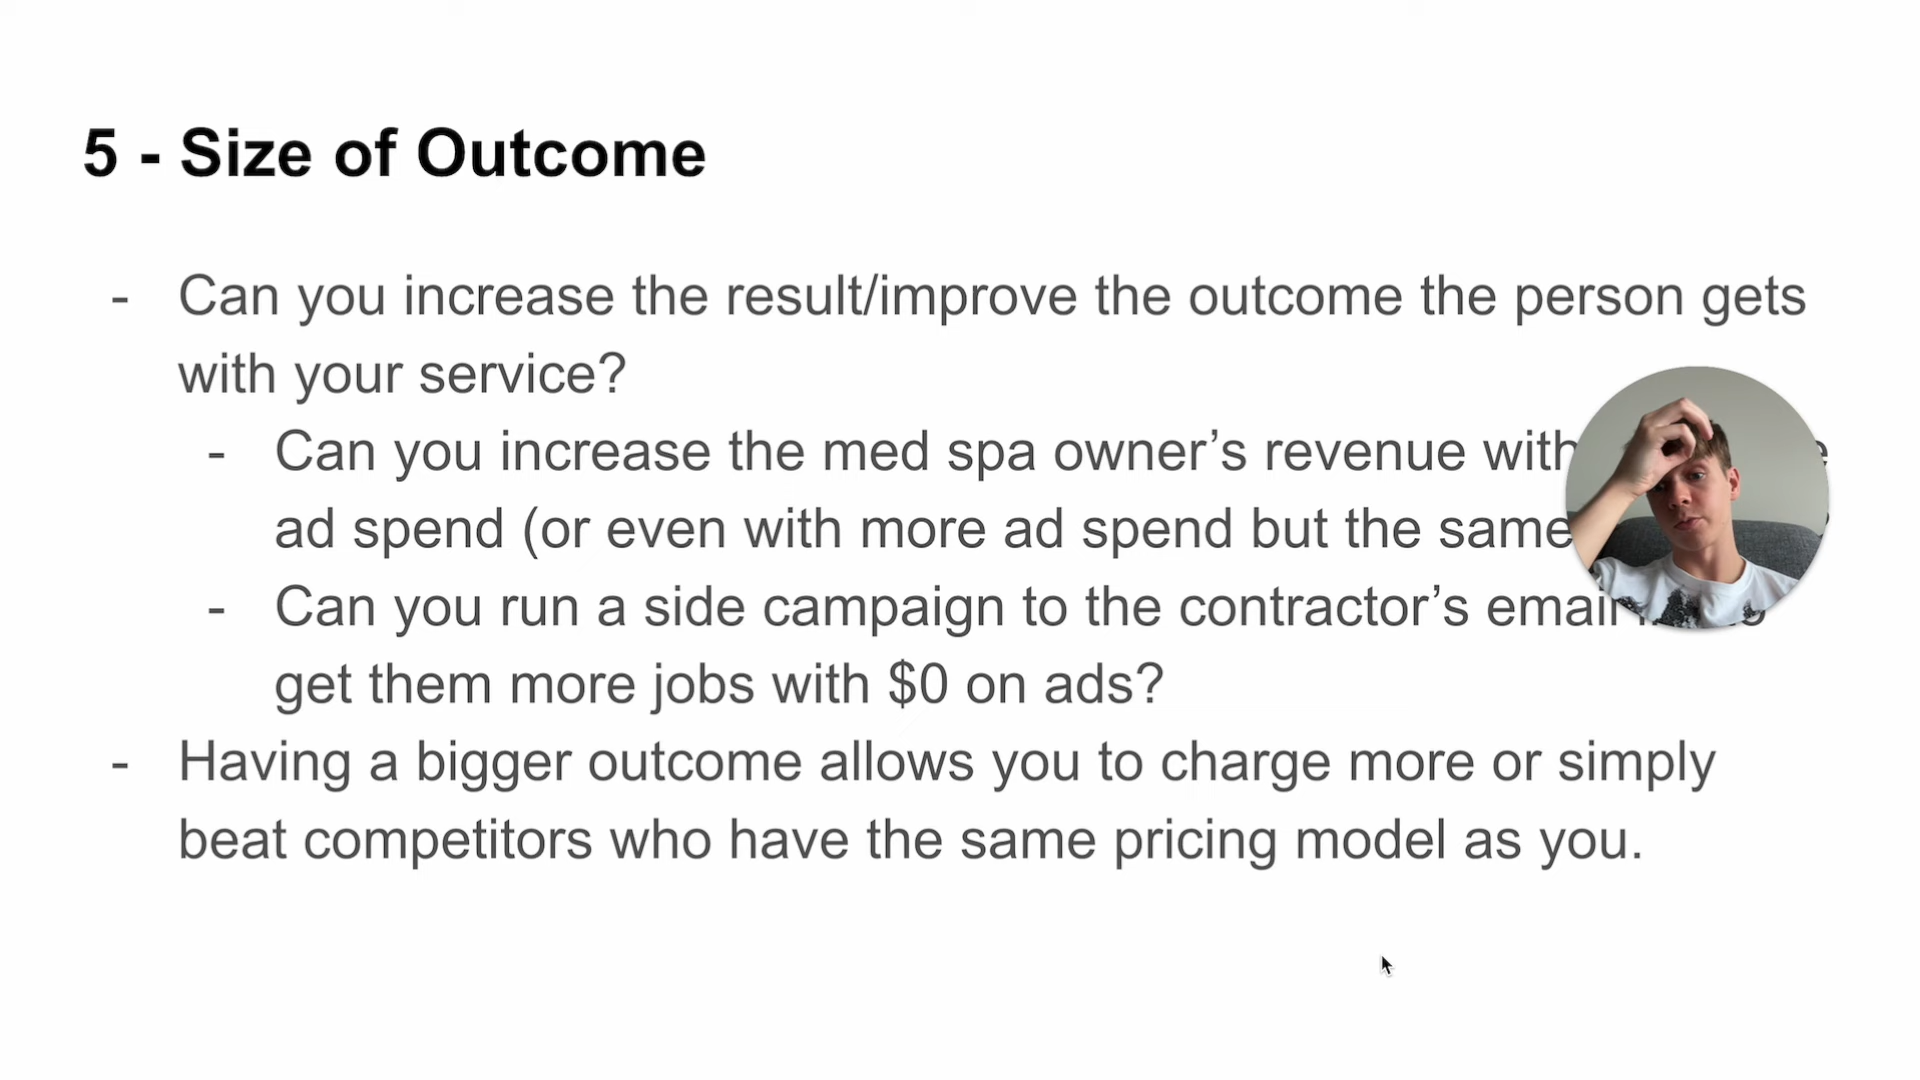 5 - Size of Outcome
- Can you increase the result/improve the outcome the person gets
with your service?
- Can you increase the med spa owner’s revenue with
ad spend (or even with more ad spend but the same
- Can you run a side campaign to the contractor’s email
get them more jobs with $0 on ads?
- Having a bigger outcome allows you to charge more or simply
beat competitors who have the same pricing model as you.